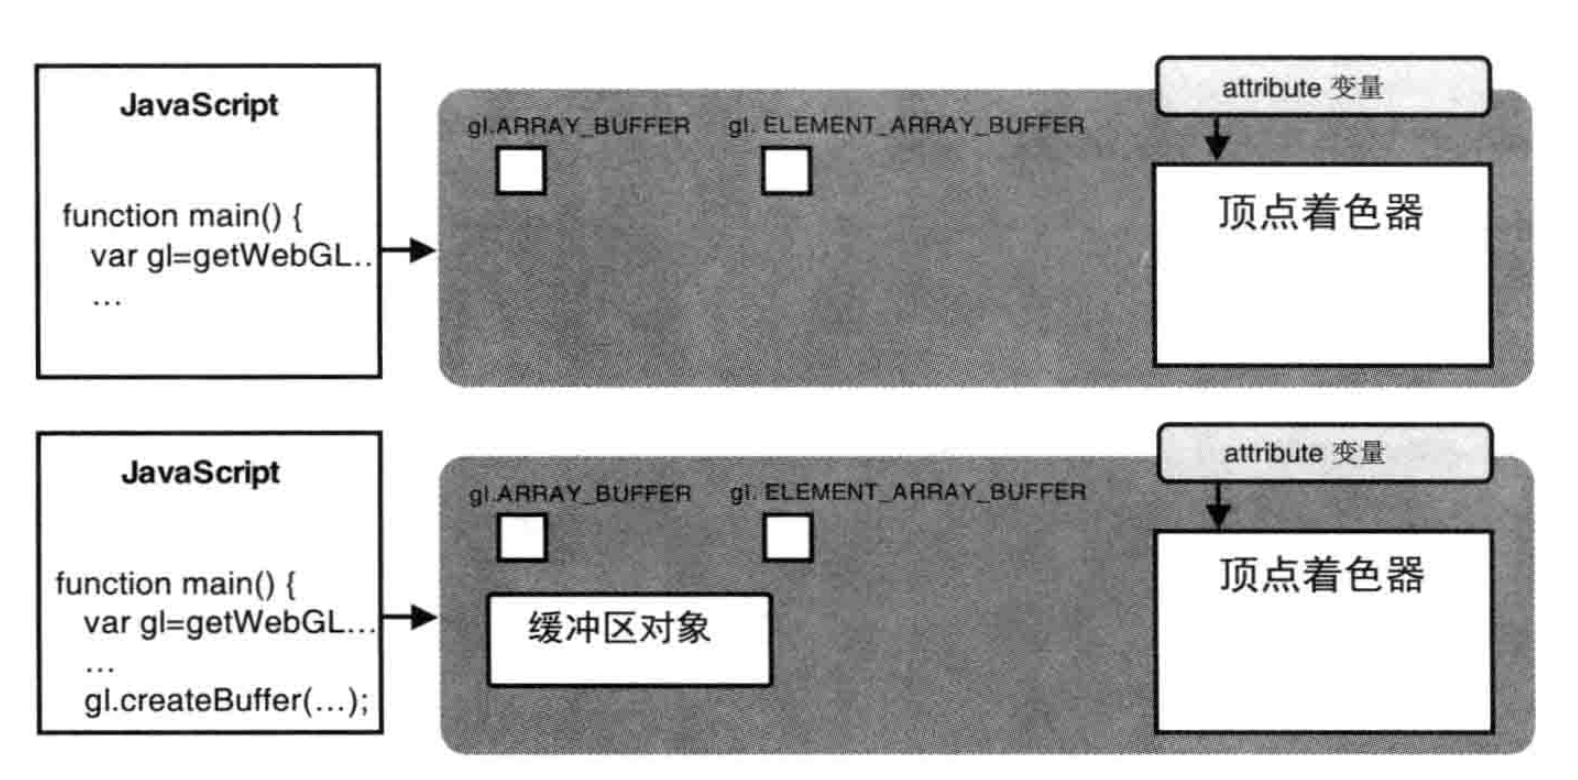 JavaScript
function main() {
var gl=getWebGL..
...
gl.ARRAY_BUFFER
gl. ELEMENT_ARRAY_BUFFER
attribute 变量
顶点着色器
JavaScript
function main() {
var gl=getWebGL...
...
gl.createBuffer(...);
gl.ARRAY_BUFFER
gl. ELEMENT_ARRAY_BUFFER
缓冲区对象
attribute 变量
顶点着色器